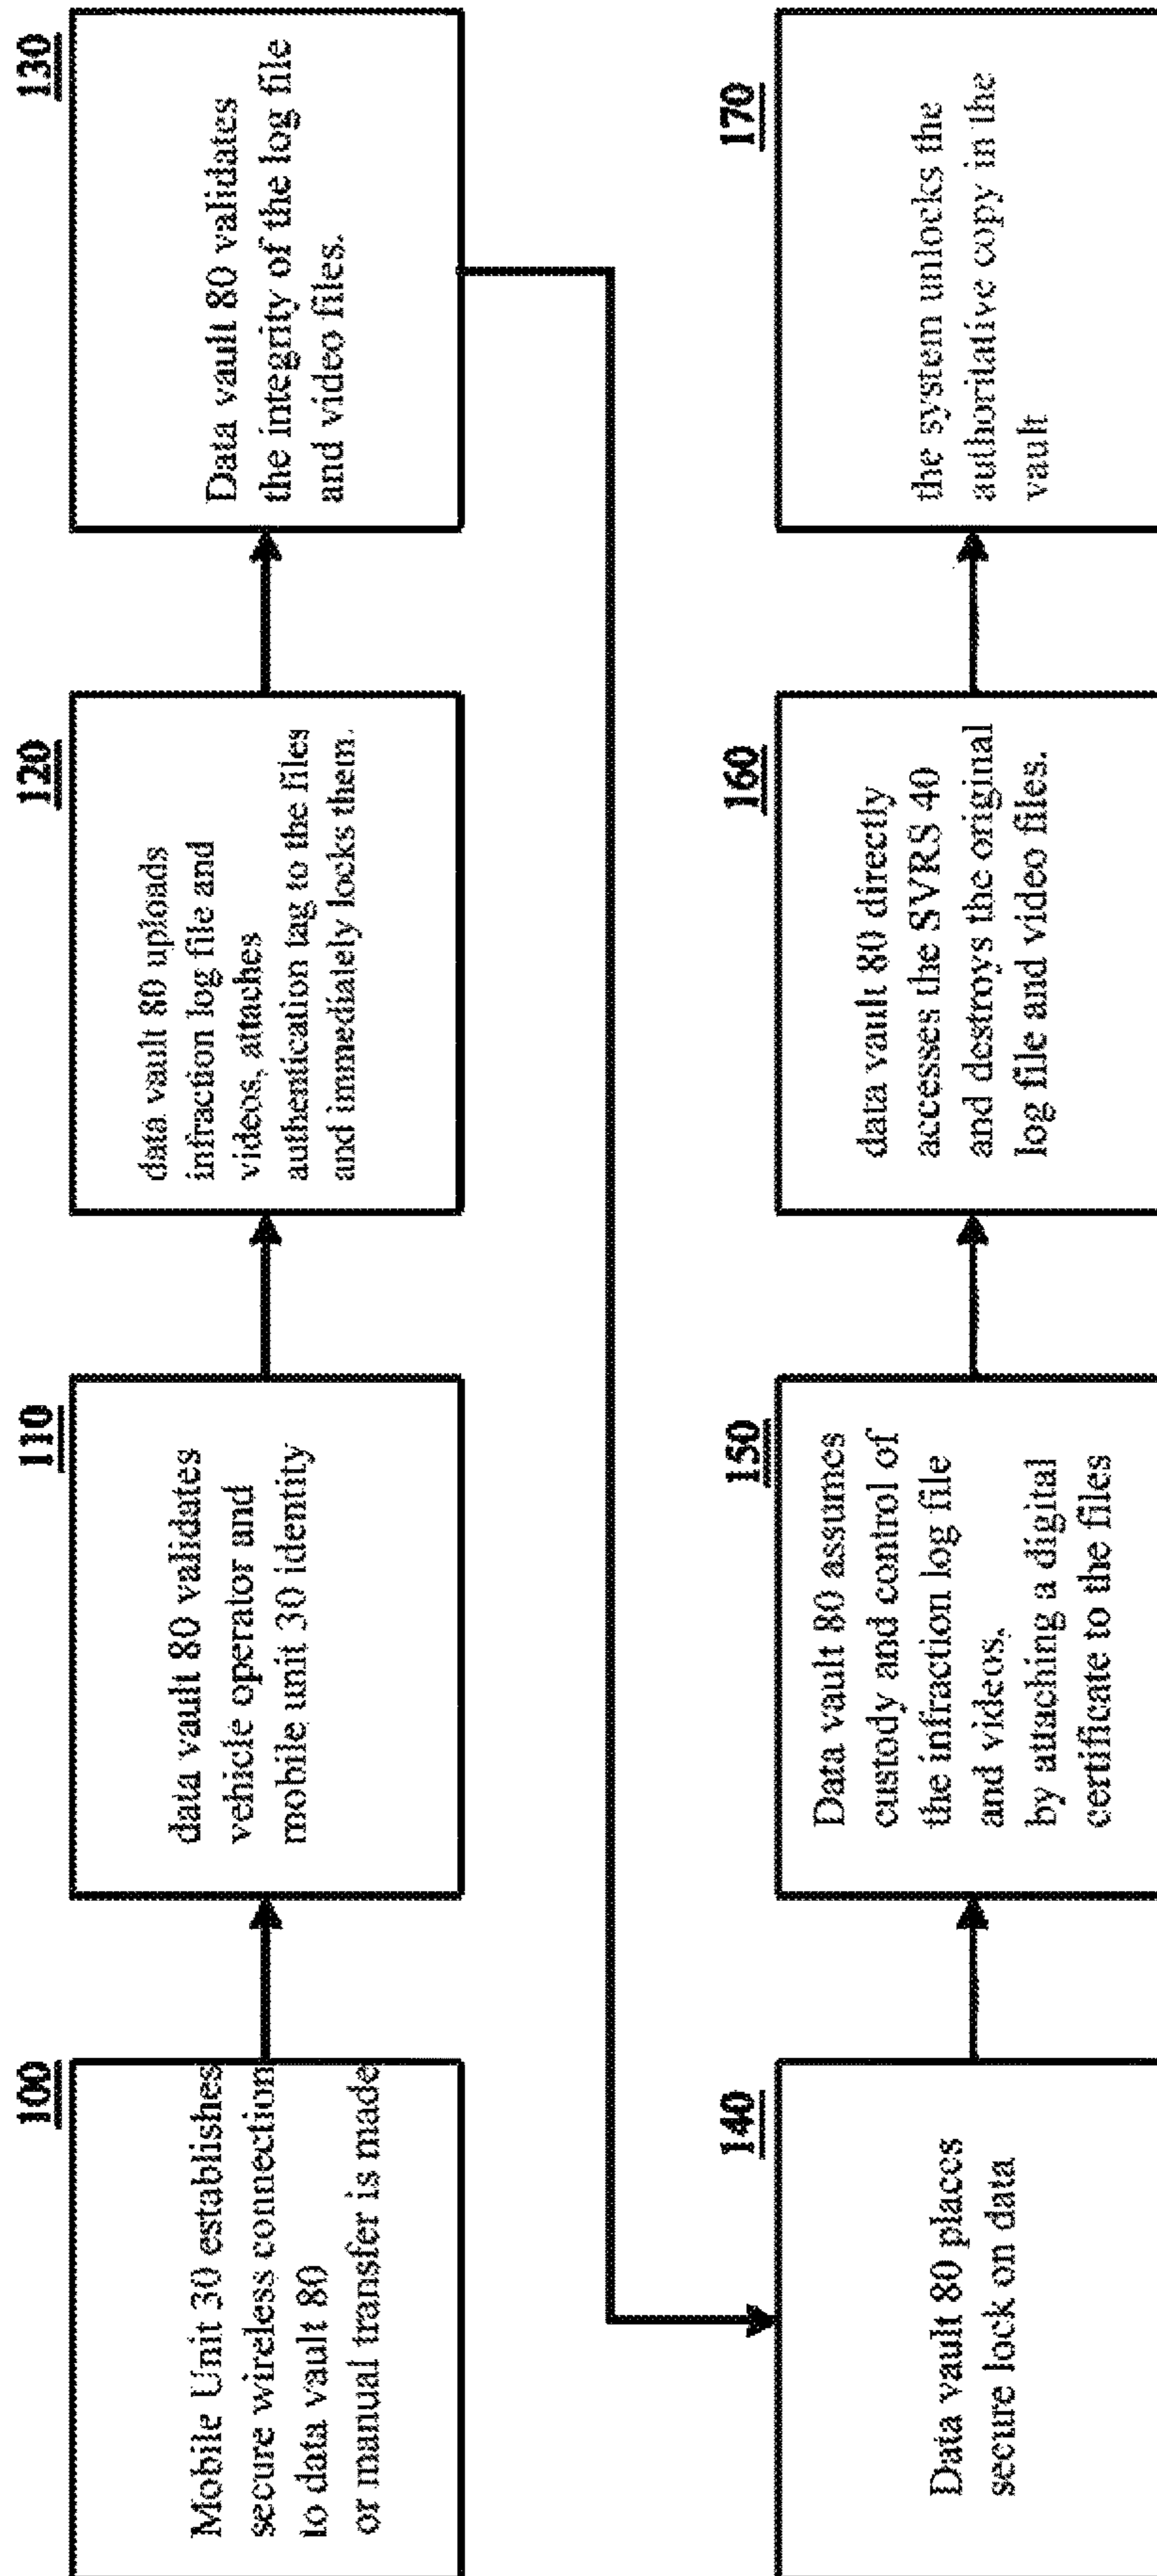 100
Mobile Unit 30 establishes
secure wireless connection
to data vault 80
or manual transfer is made
110
data vault 80 validates
vehicle operator and
mobile unit 30 identity
120
data vault 80 uploads
infraction log file and
videos, attaches
authentication tag to the files
and immediately locks them.
130
Data vault 80 validates
the integrity of the log file
and video files.
140
Data vault 80 places
secure lock on data
150
Data vault 80 assumes
custody and control of
the infraction log file
and videos,
by attaching a digital
certificate to the files
160
data vault 80 directly
accesses the SVRS 40
and destroys the original
log file and video files.
170
the system unlocks the
authoritative copy in the
vault